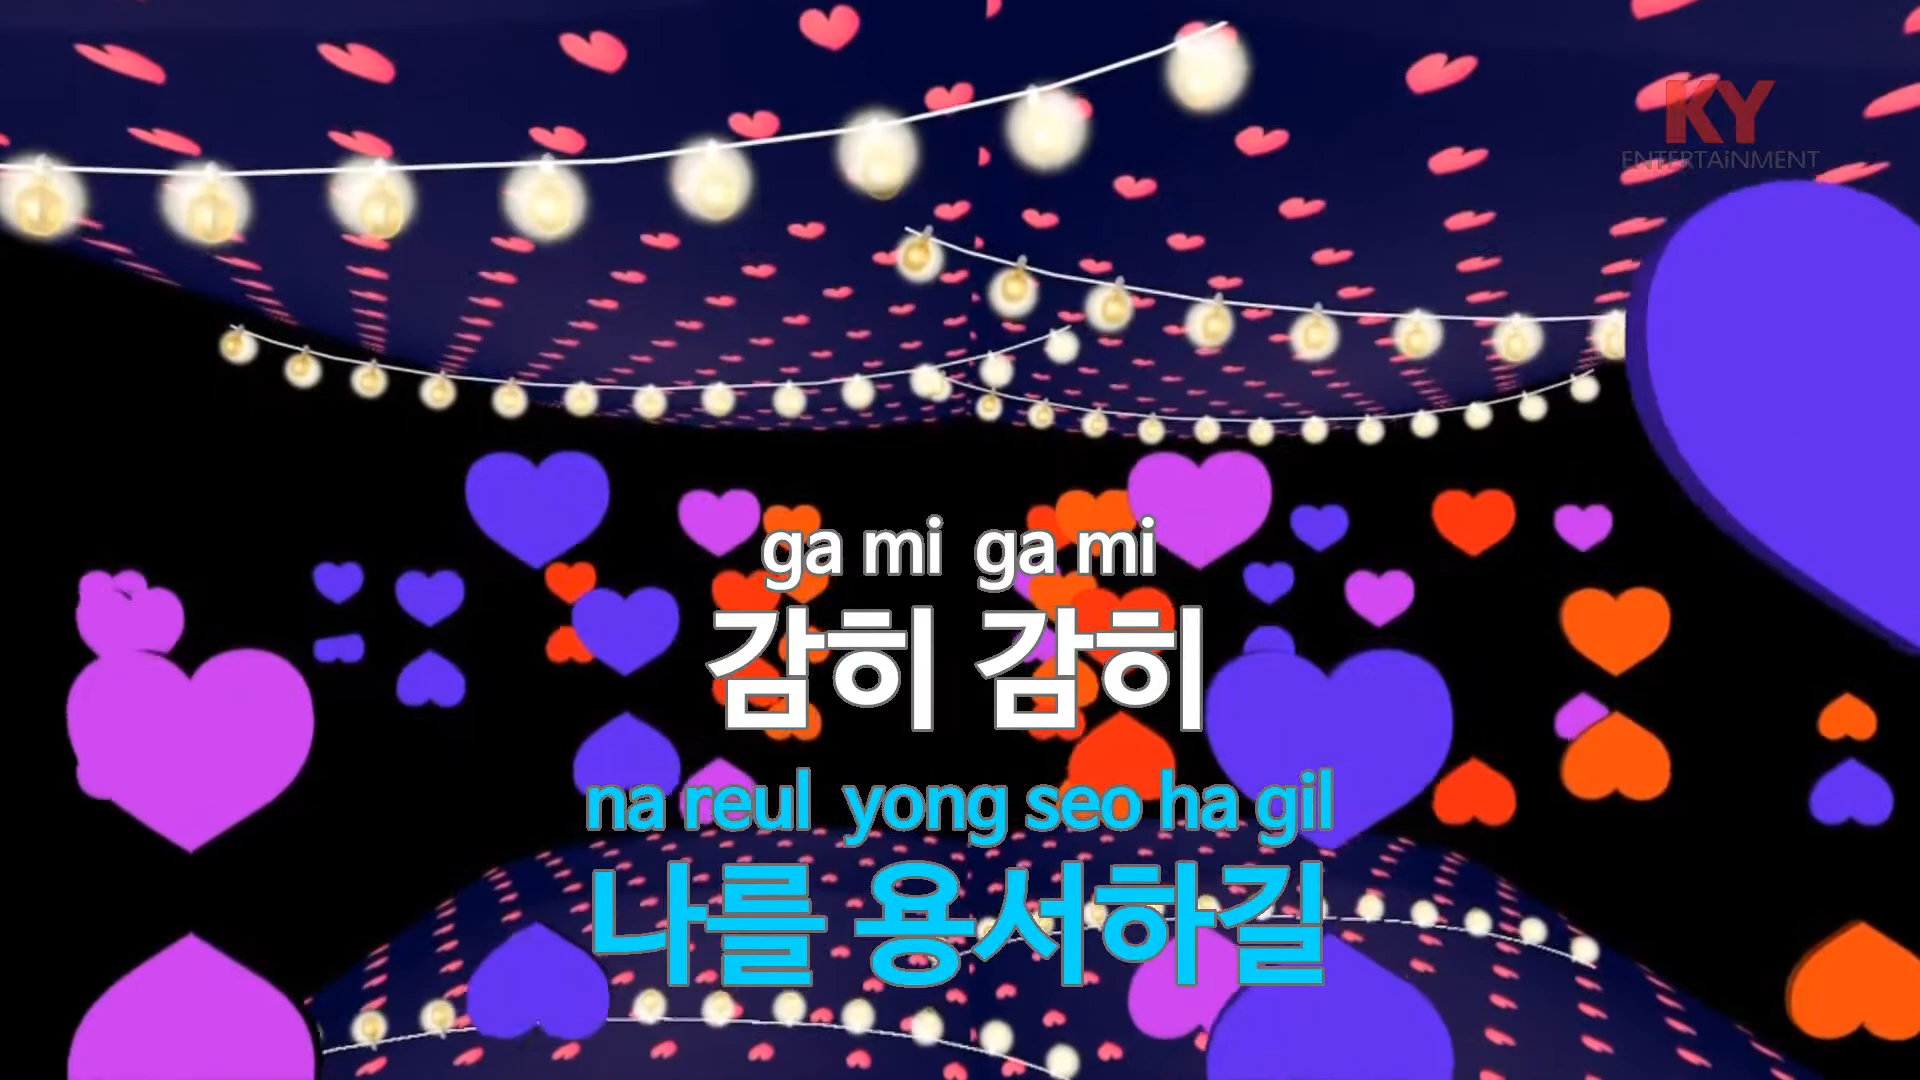 KY
ENTERTAiNMENT
ga mi ga mi
감히 감히
na reul yong seo ha gil
나를 용서하길